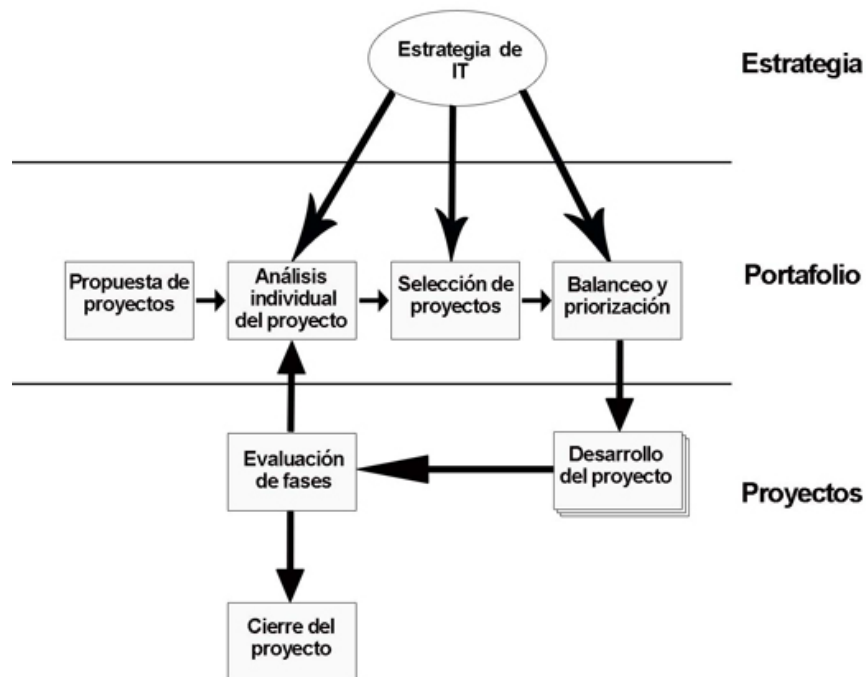 Estrategia de
IT
Estrategia
Propuesta de
proyectos
Análisis
individual
del proyecto
Selección de
proyectos
Balanceo y
priorización
Portafolio
Evaluación
de fases
Desarrollo
del proyecto
Proyectos
Cierre del
proyecto